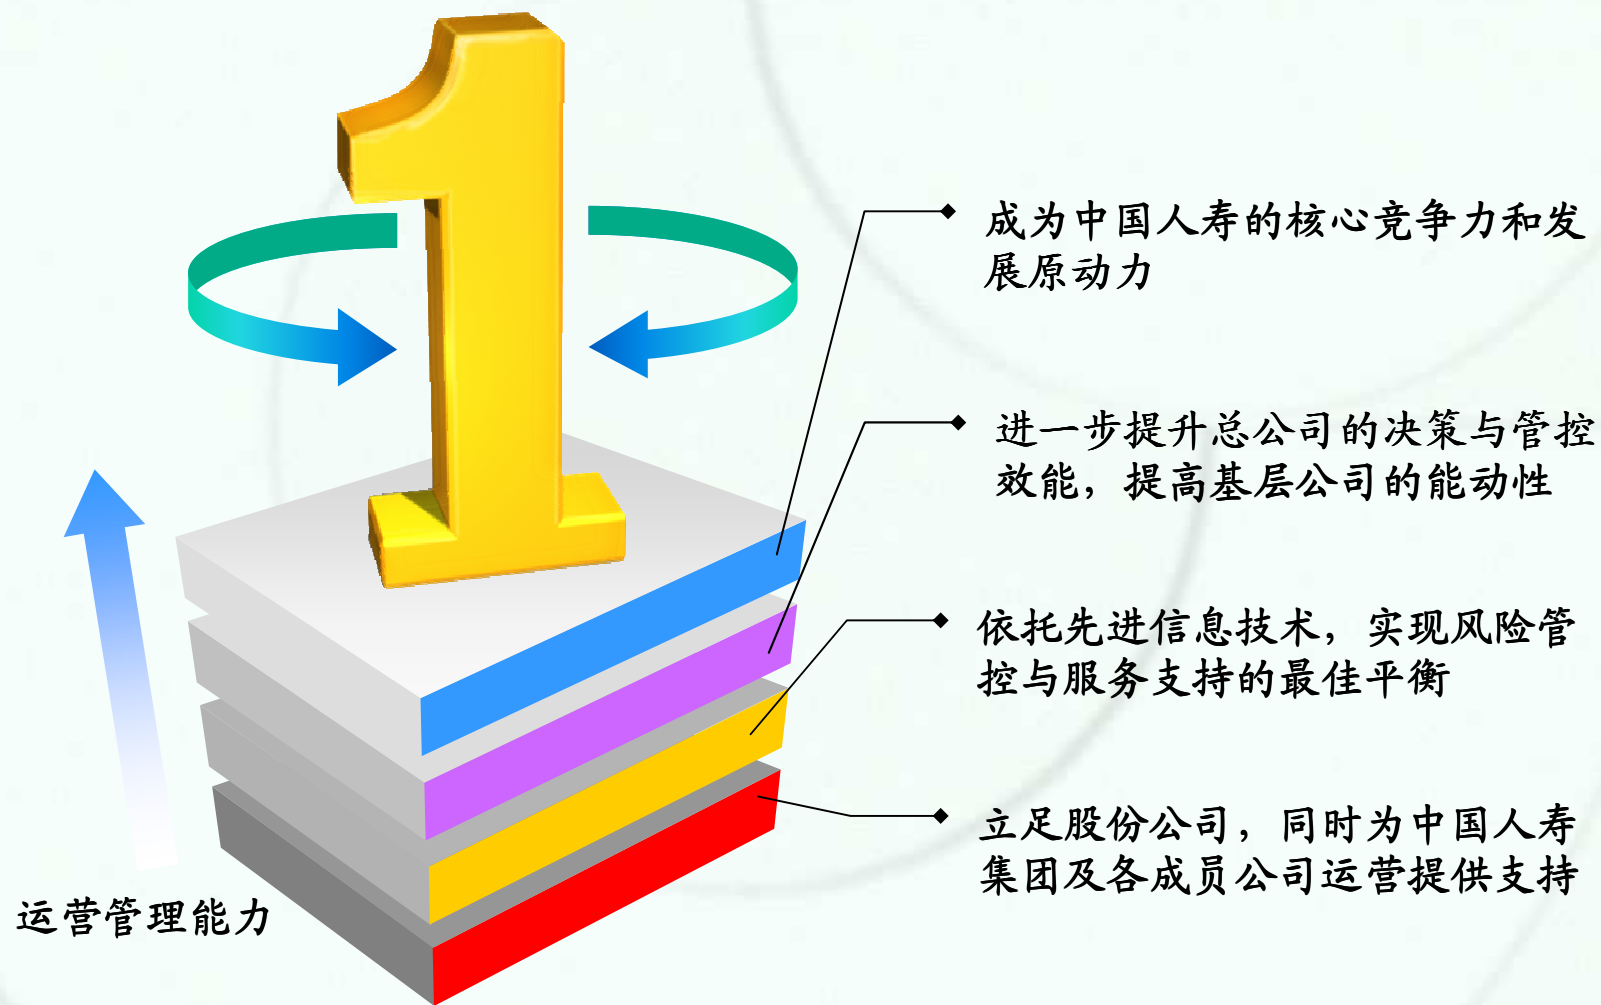 1
成为中国人寿的核心竞争力和发
展原动力
进一步提升总公司的决策与管控
效能，提高基层公司的能动性
依托先进信息技术，实现风险管
控与服务支持的最佳平衡
立足股份公司，同时为中国人寿
集团及各成员公司运营提供支持
运营管理能力